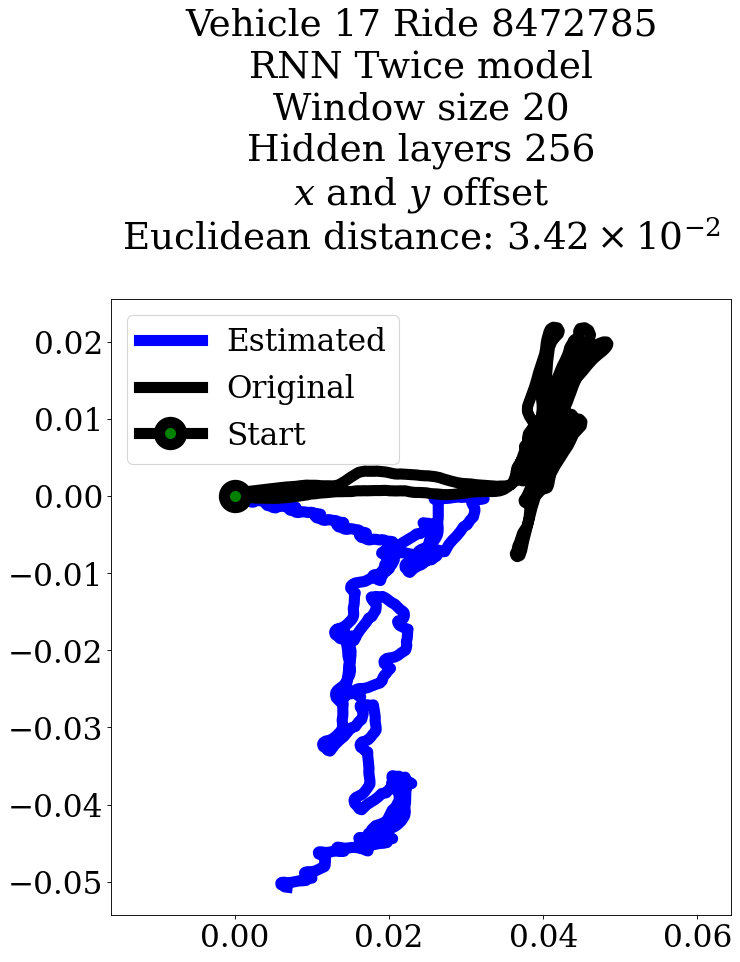 Vehicle 17 Ride 8472785
RNN Twice model
Window size 20
Hidden layers 256
x and y offset
Euclidean distance: 3.42 × 10⁻²
Estimated
Original
Start
0.02
0.01
0.00
−0.01
−0.02
−0.03
−0.04
−0.05
0.00 0.02 0.04 0.06